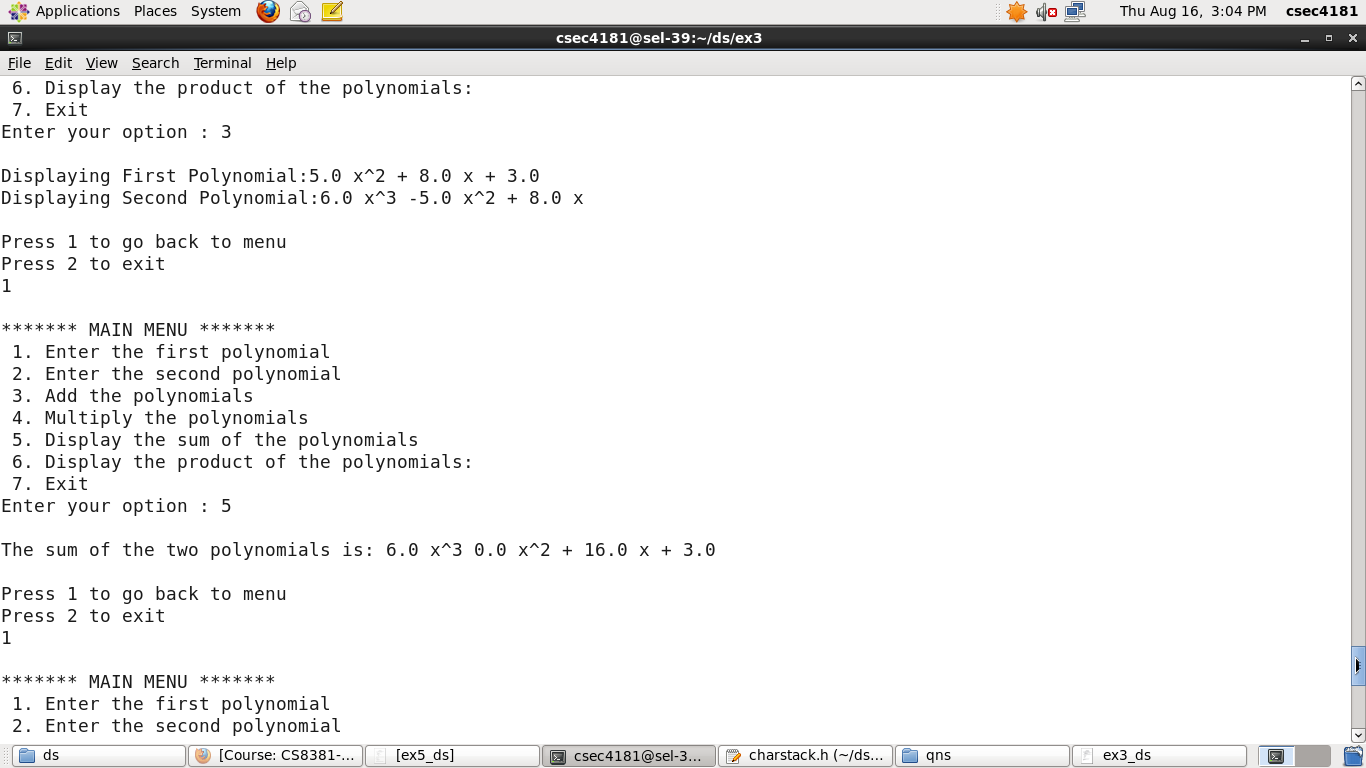 Applications Places System Thu Aug 16, 3:04 PM csec4181
csec4181@sel-39:~/ds/ex3
File Edit View Search Terminal Help
6. Display the product of the polynomials:
7. Exit
Enter your option : 3
Displaying First Polynomial:5.0 x^2 + 8.0 x + 3.0
Displaying Second Polynomial:6.0 x^3 -5.0 x^2 + 8.0 x
Press 1 to go back to menu
Press 2 to exit
1
******* MAIN MENU *******
1. Enter the first polynomial
2. Enter the second polynomial
3. Add the polynomials
4. Multiply the polynomials
5. Display the sum of the polynomials
6. Display the product of the polynomials:
7. Exit
Enter your option : 5
The sum of the two polynomials is: 6.0 x^3 0.0 x^2 + 16.0 x + 3.0
Press 1 to go back to menu
Press 2 to exit
1
******* MAIN MENU *******
1. Enter the first polynomial
2. Enter the second polynomial
ds [Course: CS8381-... [ex5_ds] csec4181@sel-3... charstack.h (~/ds... qns ex3_ds